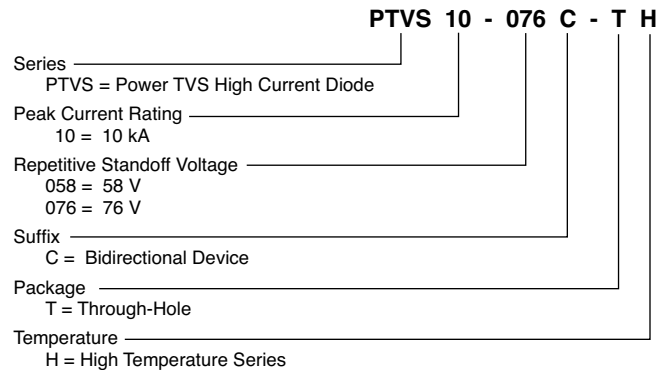 PTVS 10 - 076 C - T H
Series
PTVS = Power TVS High Current Diode
Peak Current Rating
10 = 10 kA
Repetitive Standoff Voltage
058 = 58 V
076 = 76 V
Suffix
C = Bidirectional Device
Package
T = Through-Hole
Temperature
H = High Temperature Series